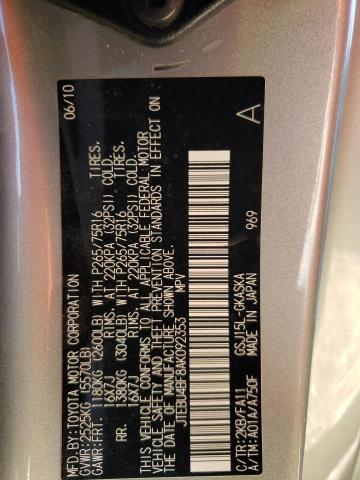 MFD.BY:TOYOTA MOTOR CORPORATION 06/10
GVWR:2525KG (5570LB)
GAWR:FRT. 1180KG (2600LB) WITH P265/75R16 TIRES.
16X7J RIMS. AT 220KPA (32PSI) COLD.
RR. 1380KG (3040LB) WITH P265/75R16 TIRES.
16X7J RIMS. AT 220KPA (32PSI) COLD.
THIS VEHICLE CONFORMS TO ALL APPLICABLE FEDERAL MOTOR
VEHICLE SAFETY AND THEFT PREVENTION STANDARDS IN EFFECT ON
THE DATE OF MANUFACTURE SHOWN ABOVE.
JTEBU4BF8AK092353 MPV
C/TR:2XB/FA11 GSJ15L-GKASKA A
A/TM:A01A/A750F MADE IN JAPAN 969